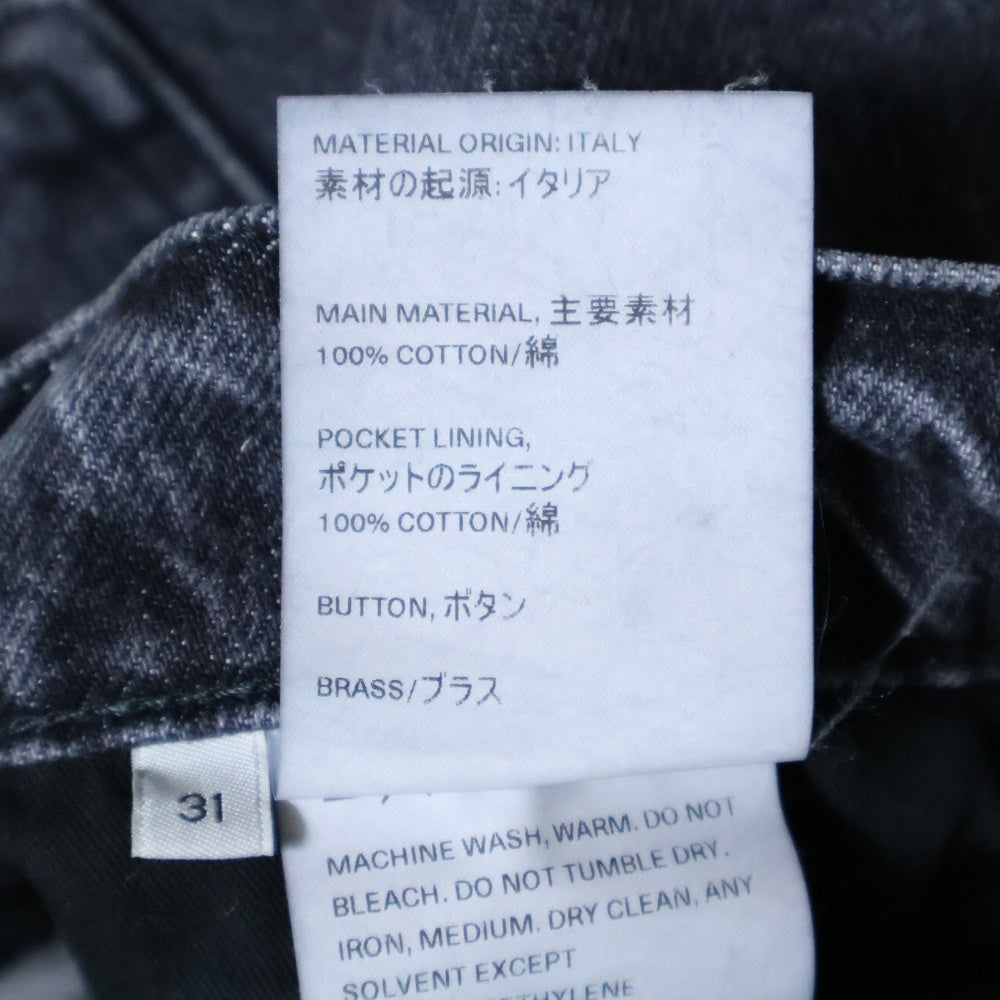 MATERIAL ORIGIN: ITALY
素材の起源: イタリア
MAIN MATERIAL, 主要素材
100% COTTON/綿
POCKET LINING,
ポケットのライニング
100% COTTON/綿
BUTTON, ボタン
BRASS/ブラス
31
MACHINE WASH, WARM. DO NOT
BLEACH. DO NOT TUMBLE DRY.
IRON, MEDIUM. DRY CLEAN, ANY
SOLVENT EXCEPT